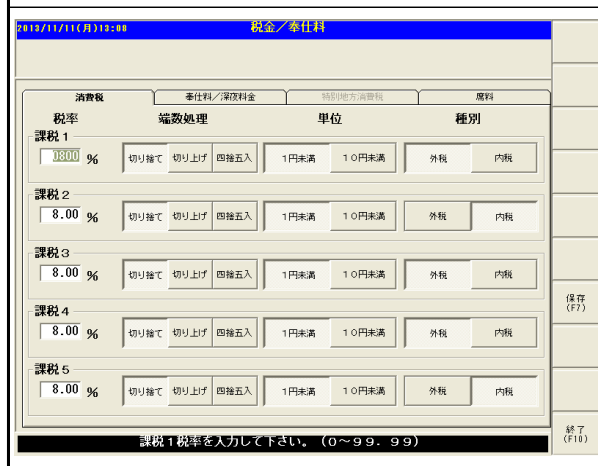 2013/11/11(月)13:08 税金／奉仕料
消費税 奉仕料／深夜料金 特別地方消費税 席料
税率 端数処理 単位 種別
課税１
0800 % 切り捨て 切り上げ 四捨五入 １円未満 １０円未満 外税 内税
課税２
8.00 % 切り捨て 切り上げ 四捨五入 １円未満 １０円未満 外税 内税
課税３
8.00 % 切り捨て 切り上げ 四捨五入 １円未満 １０円未満 外税 内税
保存
(F7)
課税４
8.00 % 切り捨て 切り上げ 四捨五入 １円未満 １０円未満 外税 内税
課税５
8.00 % 切り捨て 切り上げ 四捨五入 １円未満 １０円未満 外税 内税
終了
(F10)
課税１税率を入力して下さい。（０～９９．９９）